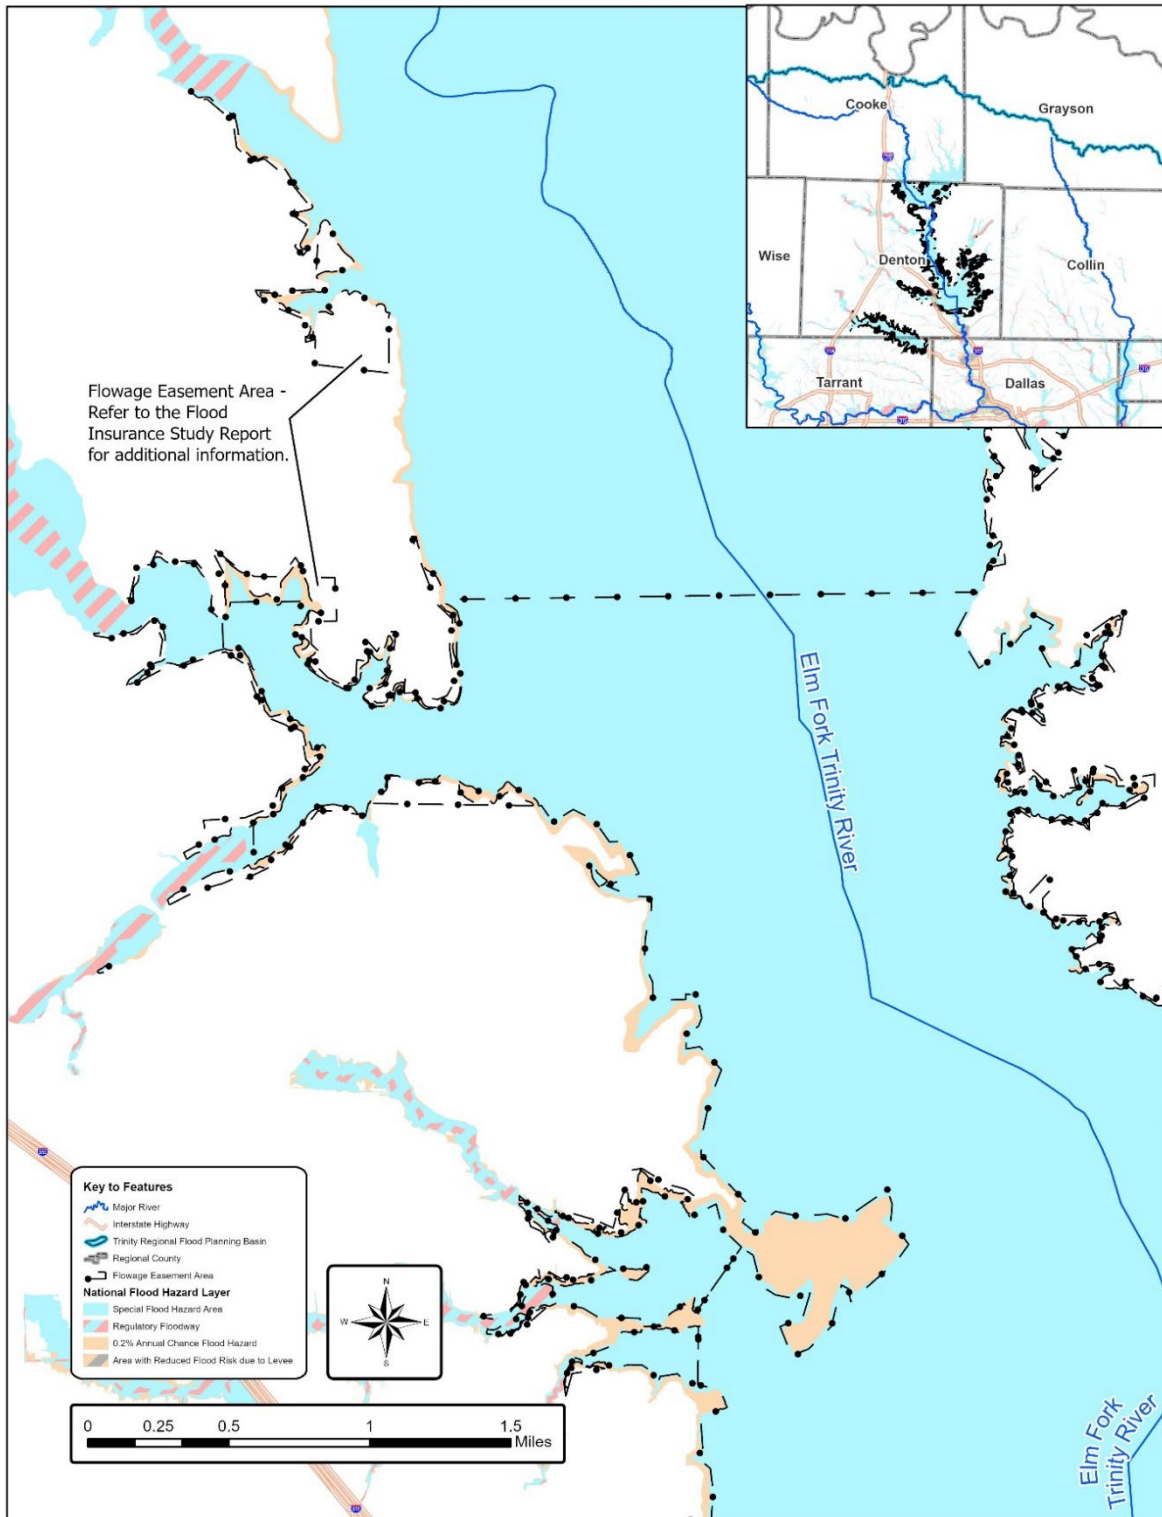 Cooke
Grayson
Wise
Denton
Collin
Tarrant
Dallas
Flowage Easement Area -
Refer to the Flood
Insurance Study Report
for additional information.
Elm Fork Trinity River
Key to Features
Major River
Interstate Highway
Trinity Regional Flood Planning Basin
Regional County
Flowage Easement Area
National Flood Hazard Layer
Special Flood Hazard Area
Regulatory Floodway
0.2% Annual Chance Flood Hazard
Area with Reduced Flood Risk due to Levee
N
W E
S
0 0.25 0.5 1 1.5
Miles
Elm Fork
Trinity River